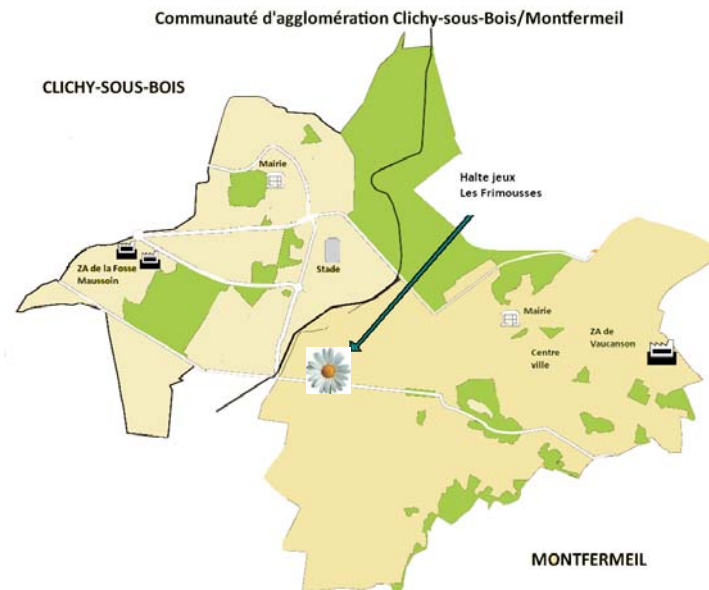 Communauté d'agglomération Clichy-sous-Bois/Montfermeil
CLICHY-SOUS-BOIS
Mairie
Halte jeux
Les Frimousses
ZA de la Fosse
Maussoin
Stade
Mairie
ZA de
Vaucanson
Centre
ville
MONTFERMEIL